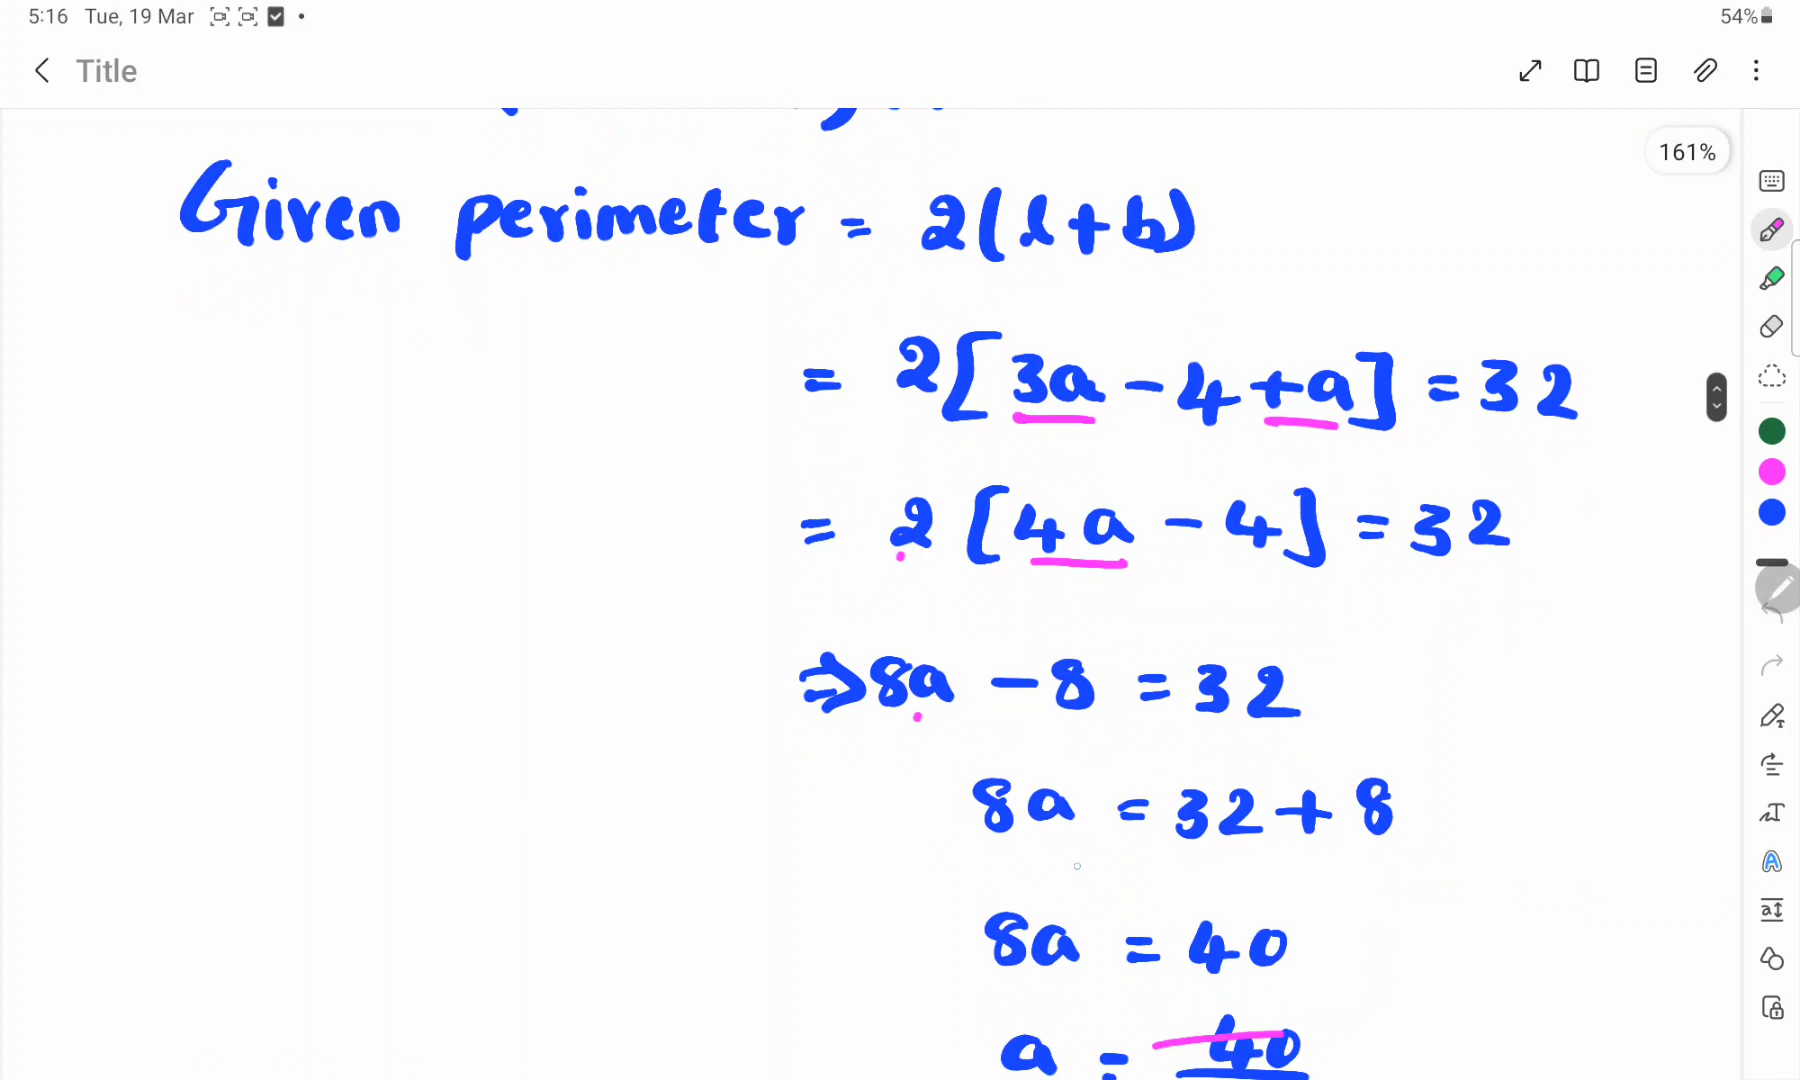 5:16 Tue, 19 Mar 54%
Title
161%
Given perimeter = 2(l+b)
= 2[3a - 4 + a] = 32
= 2[4a - 4] = 32
⇒ 8a - 8 = 32
8a = 32 + 8
8a = 40
a = 40